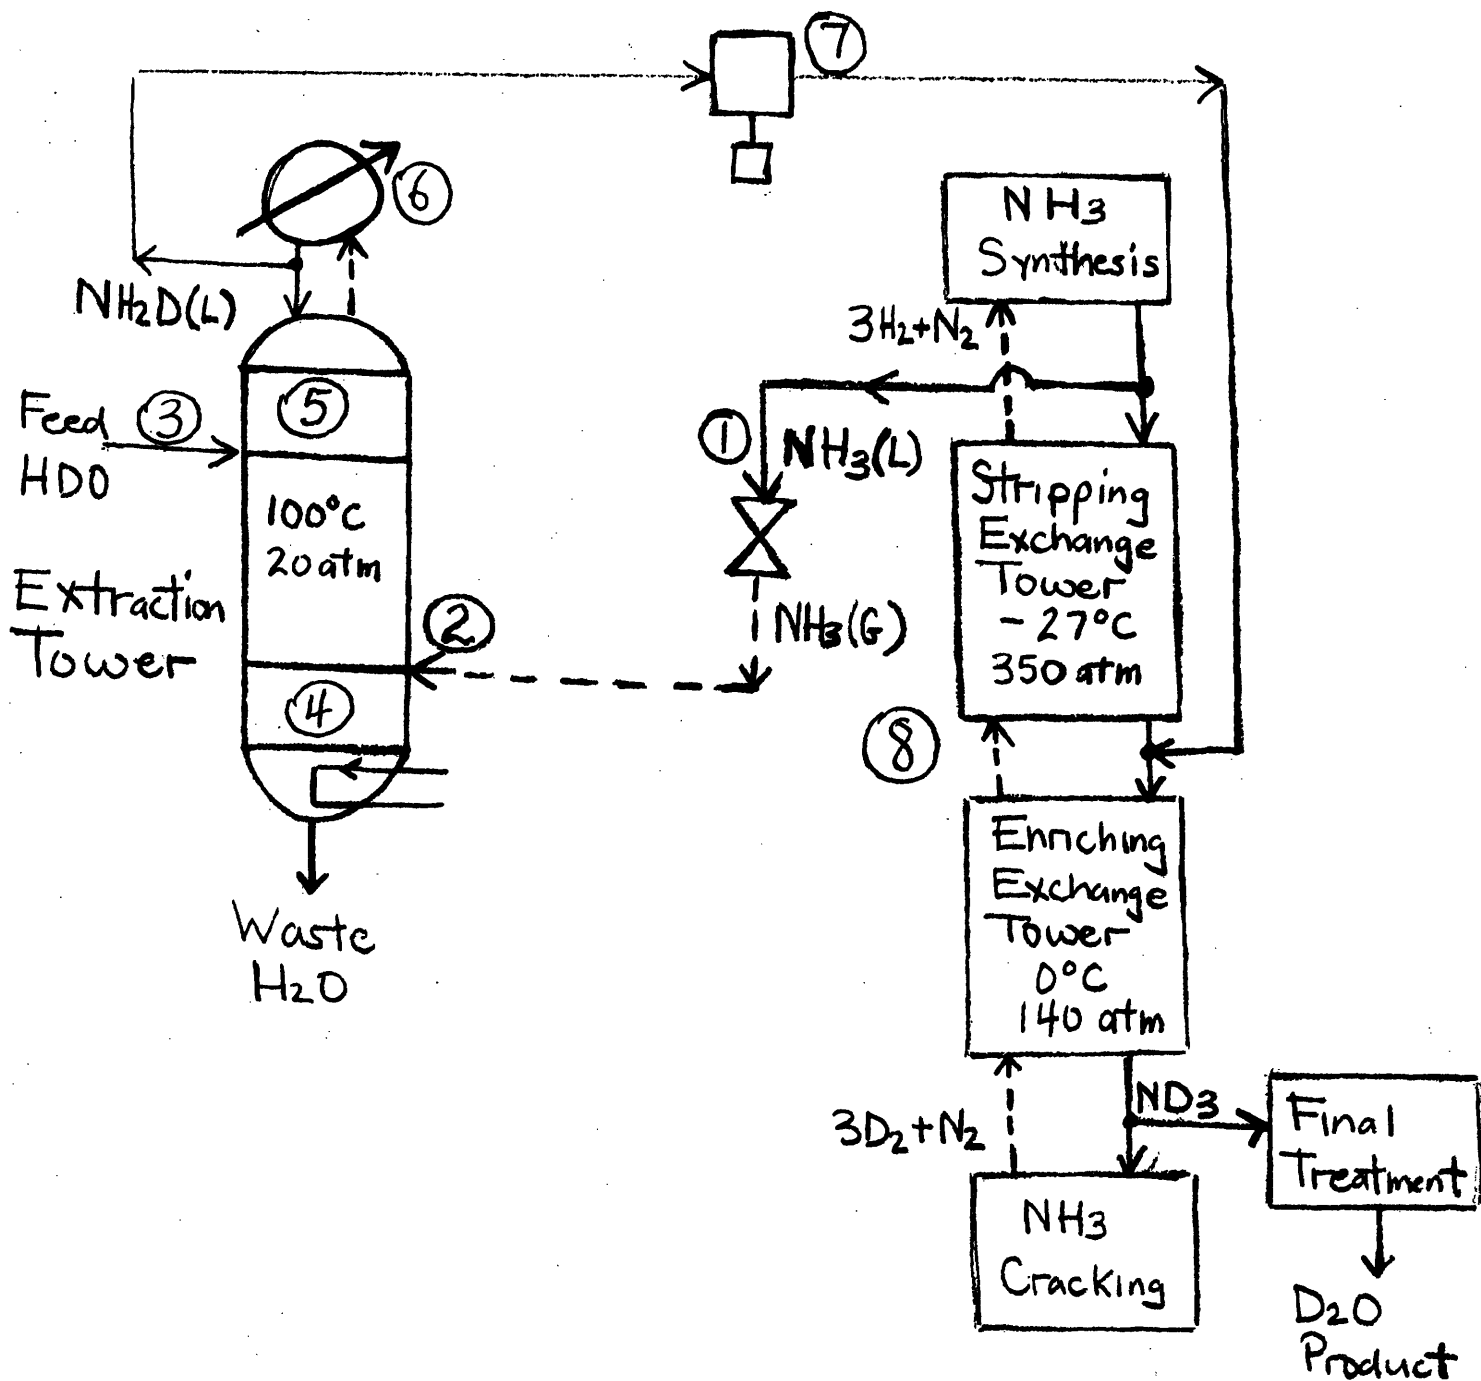 7
6
NH2D(L)
NH3
Synthesis
3H2+N2
Feed
3
HDO
5
100°C
20 atm
Extraction
Tower
2
4
1
NH3(L)
NH3(G)
Stripping
Exchange
Tower
- 27°C
350 atm
8
Enriching
Exchange
Tower
0°C
140 atm
Waste
H2O
ND3
3D2+N2
NH3
Cracking
Final
Treatment
D2O
Product